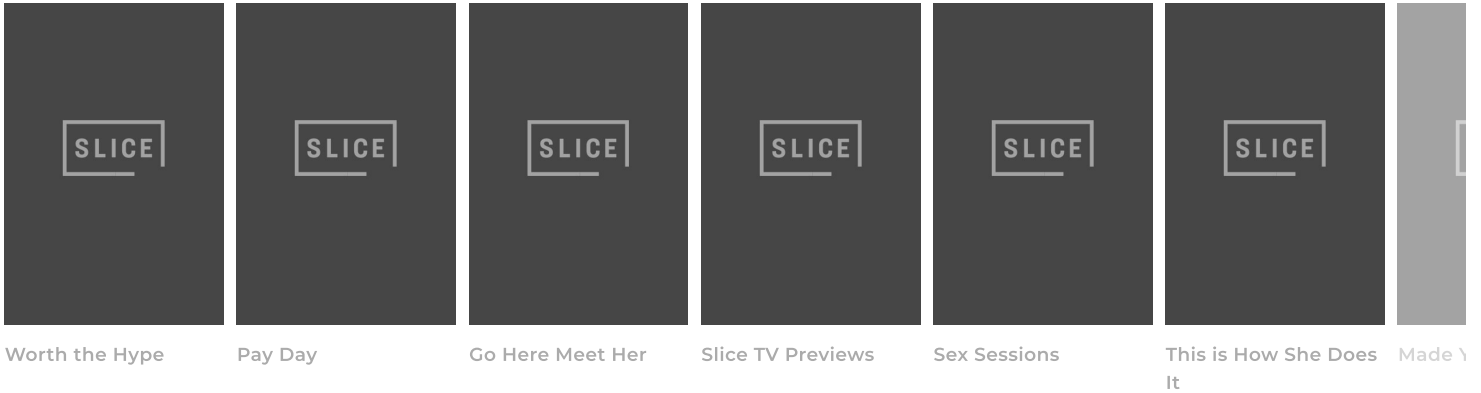 SLICE
SLICE
SLICE
SLICE
SLICE
SLICE
Worth the Hype
Pay Day
Go Here Meet Her
Slice TV Previews
Sex Sessions
This is How She Does
It
Made